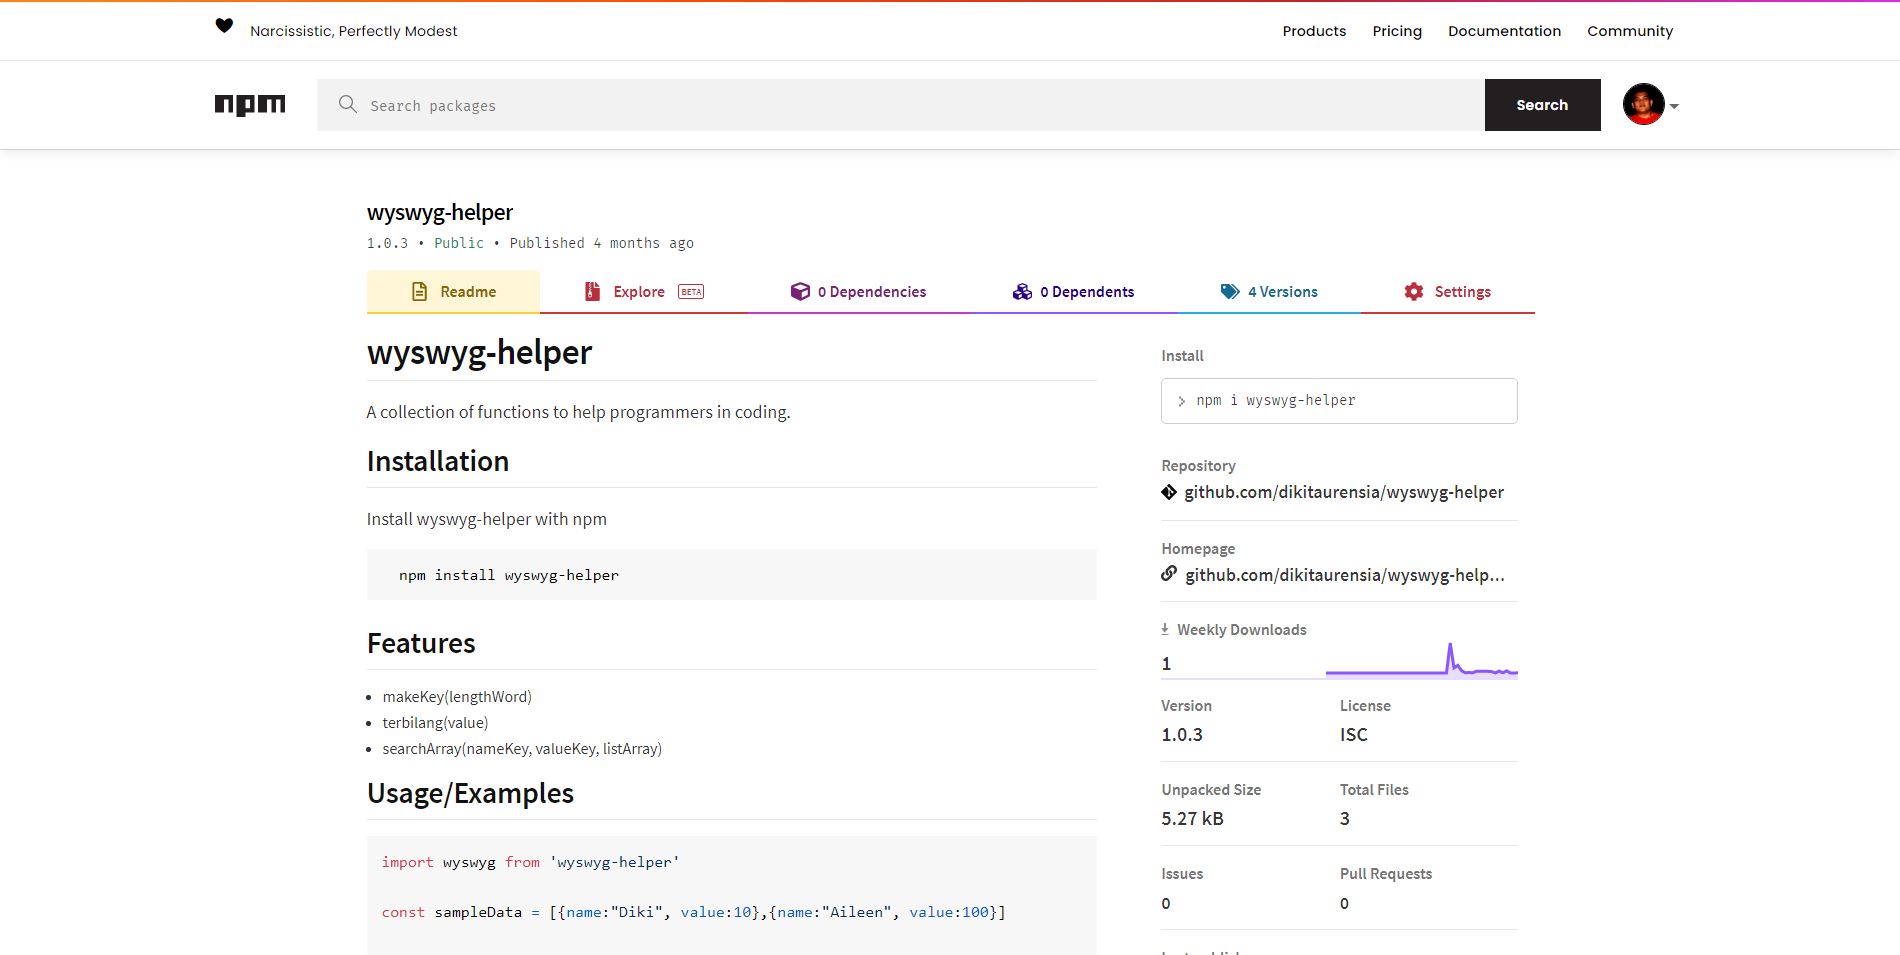 Narcissistic, Perfectly Modest
Products Pricing Documentation Community
npm
Search packages
Search
wyswyg-helper
1.0.3 • Public • Published 4 months ago
Readme
Explore BETA
0 Dependencies
0 Dependents
4 Versions
Settings
wyswyg-helper
A collection of functions to help programmers in coding.
Installation
Install wyswyg-helper with npm
npm install wyswyg-helper
Features
• makeKey(lengthWord)
• terbilang(value)
• searchArray(nameKey, valueKey, listArray)
Usage/Examples
import wyswyg from 'wyswyg-helper'
const sampleData = [{name:"Diki", value:10},{name:"Aileen", value:100}]
Install
> npm i wyswyg-helper
Repository
github.com/dikitaurensia/wyswyg-helper
Homepage
github.com/dikitaurensia/wyswyg-help...
Weekly Downloads
1
Version License
1.0.3 ISC
Unpacked Size Total Files
5.27 kB 3
Issues Pull Requests
0 0